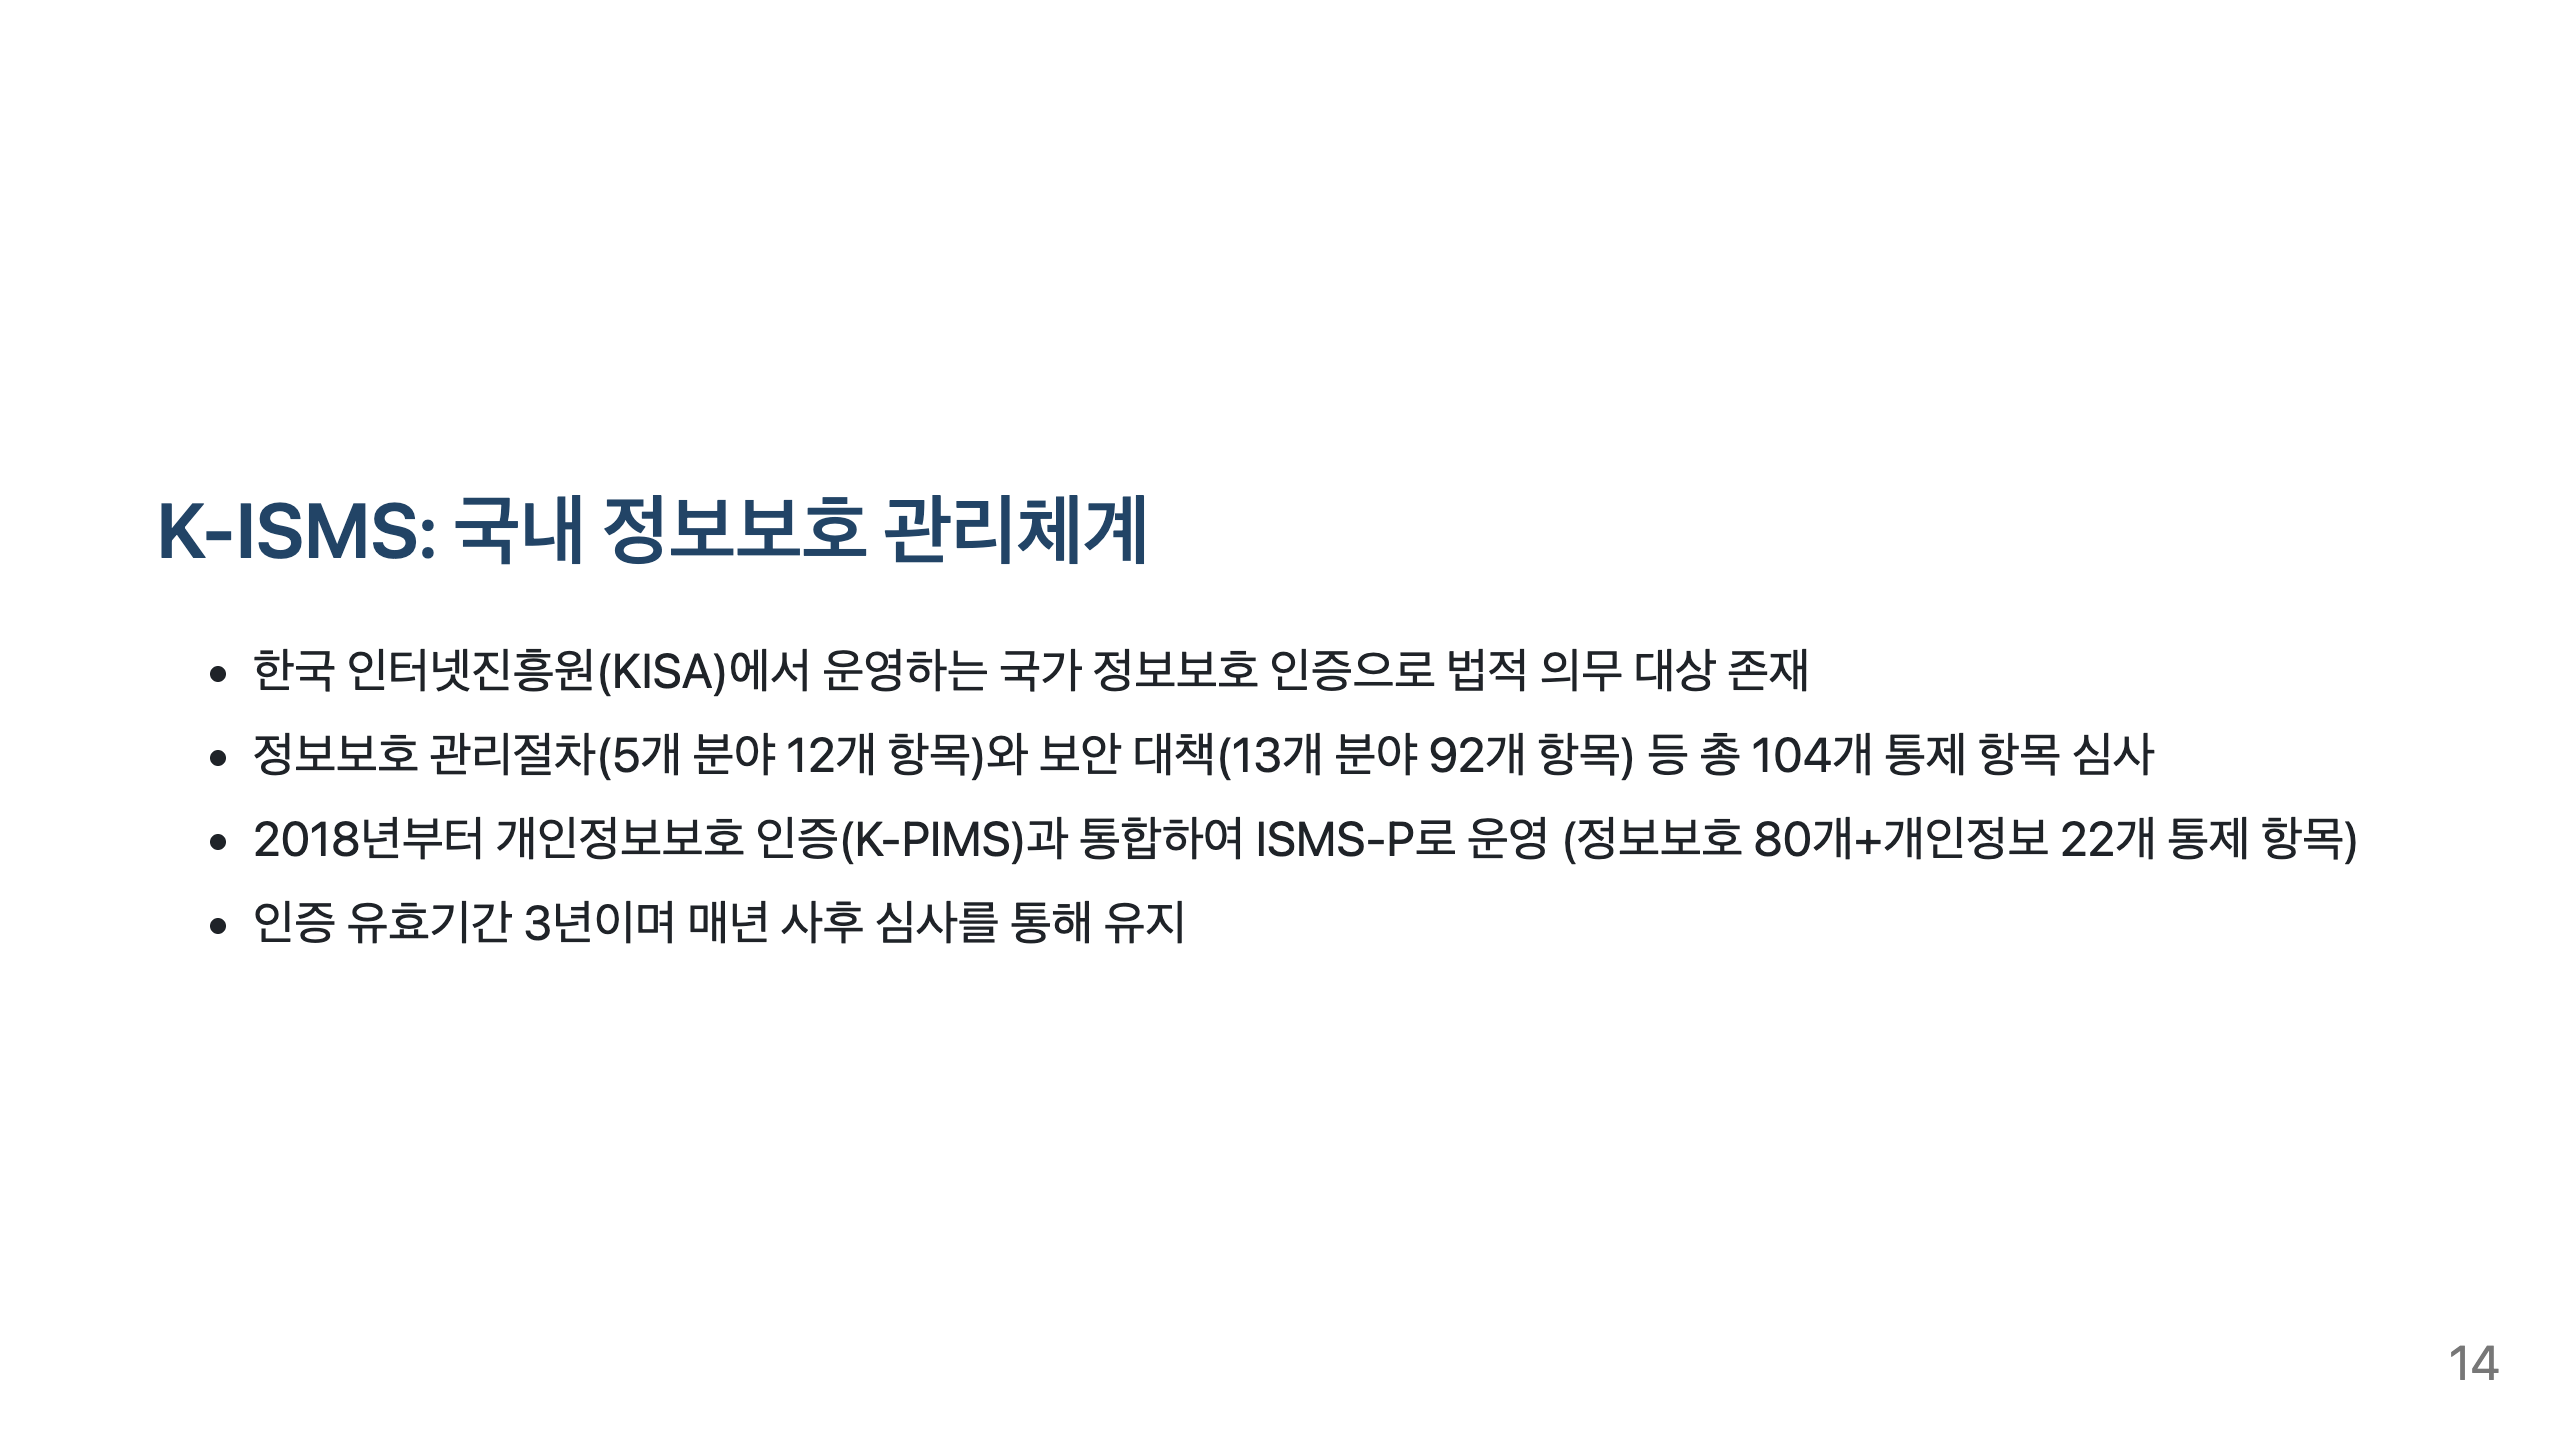 K-ISMS: 국내 정보보호 관리체계
• 한국 인터넷진흥원(KISA)에서 운영하는 국가 정보보호 인증으로 법적 의무 대상 존재
• 정보보호 관리절차(5개 분야 12개 항목)와 보안 대책(13개 분야 92개 항목) 등 총 104개 통제 항목 심사
• 2018년부터 개인정보보호 인증(K-PIMS)과 통합하여 ISMS-P로 운영 (정보보호 80개+개인정보 22개 통제 항목)
• 인증 유효기간 3년이며 매년 사후 심사를 통해 유지
14